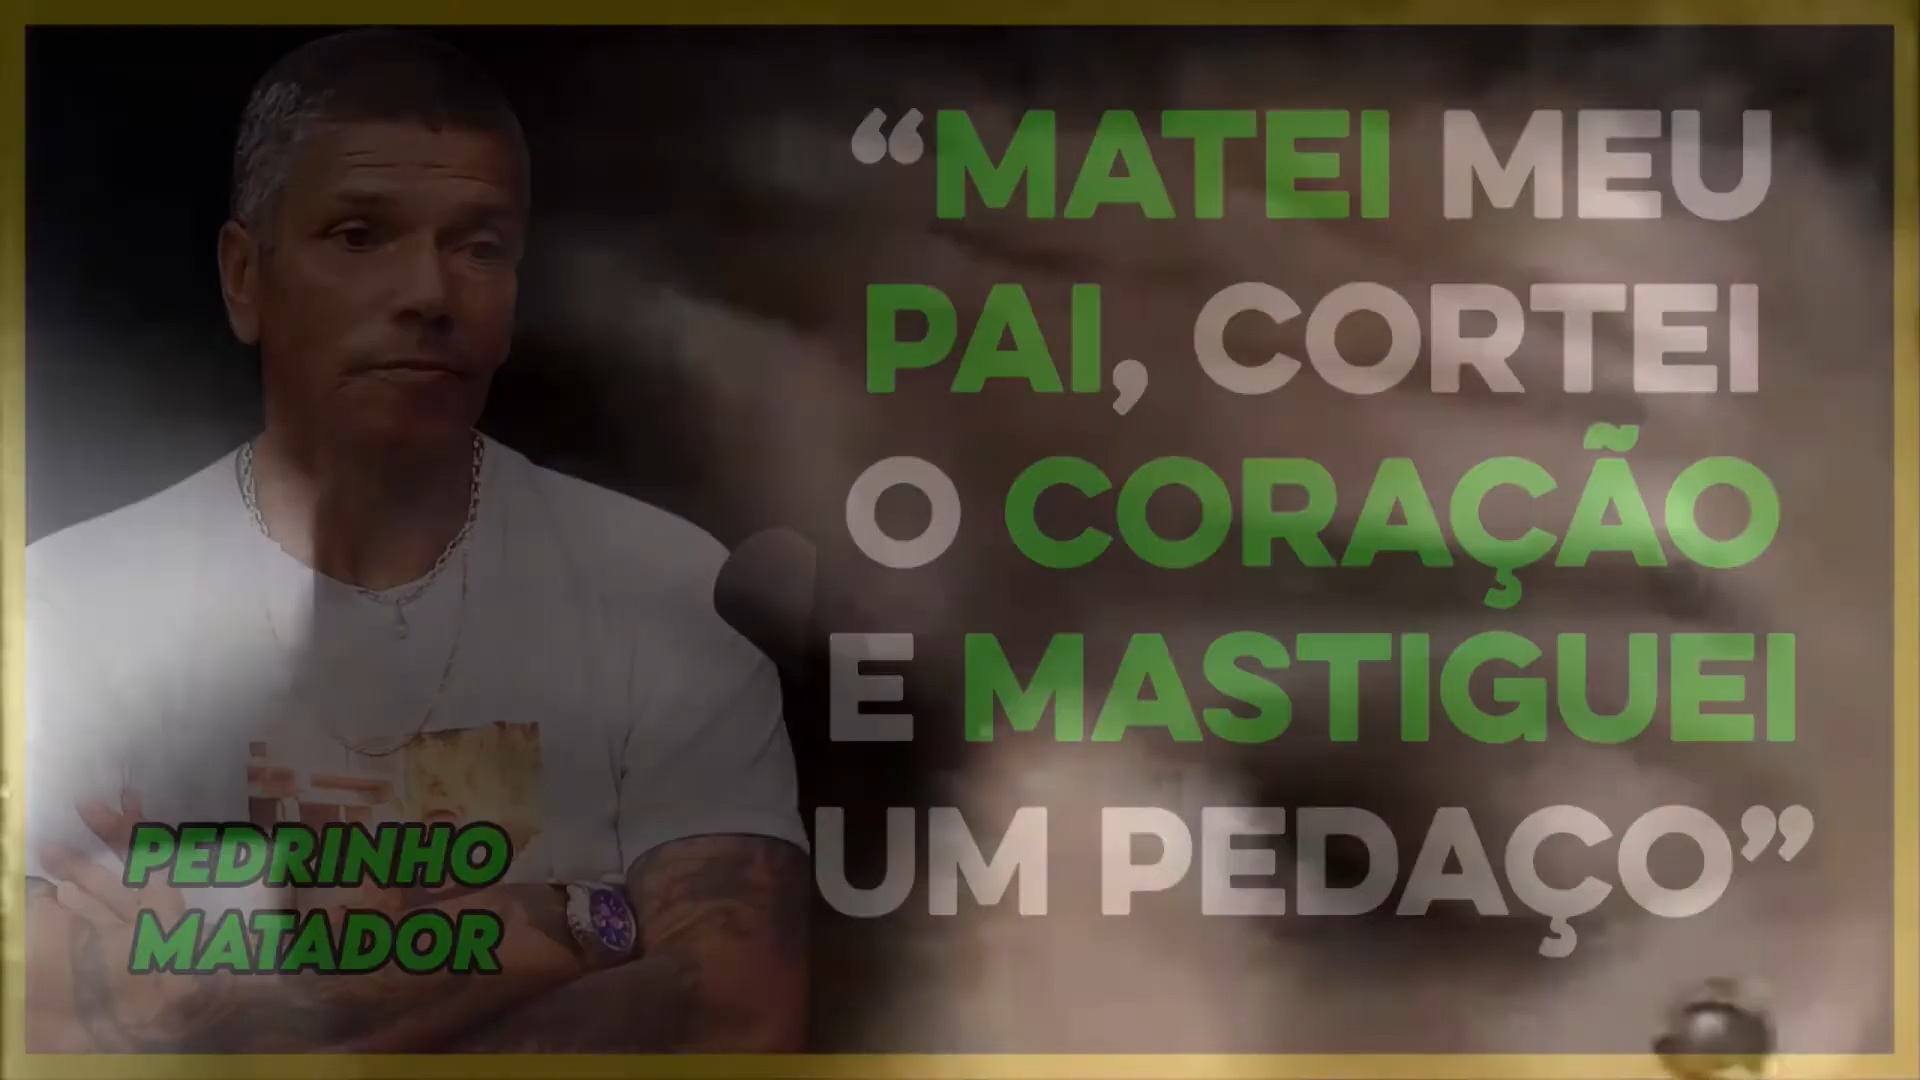 “MATEI MEU
PAI, CORTEI
O CORAÇÃO
E MASTIGUEI
UM PEDAÇO”
PEDRINHO
MATADOR